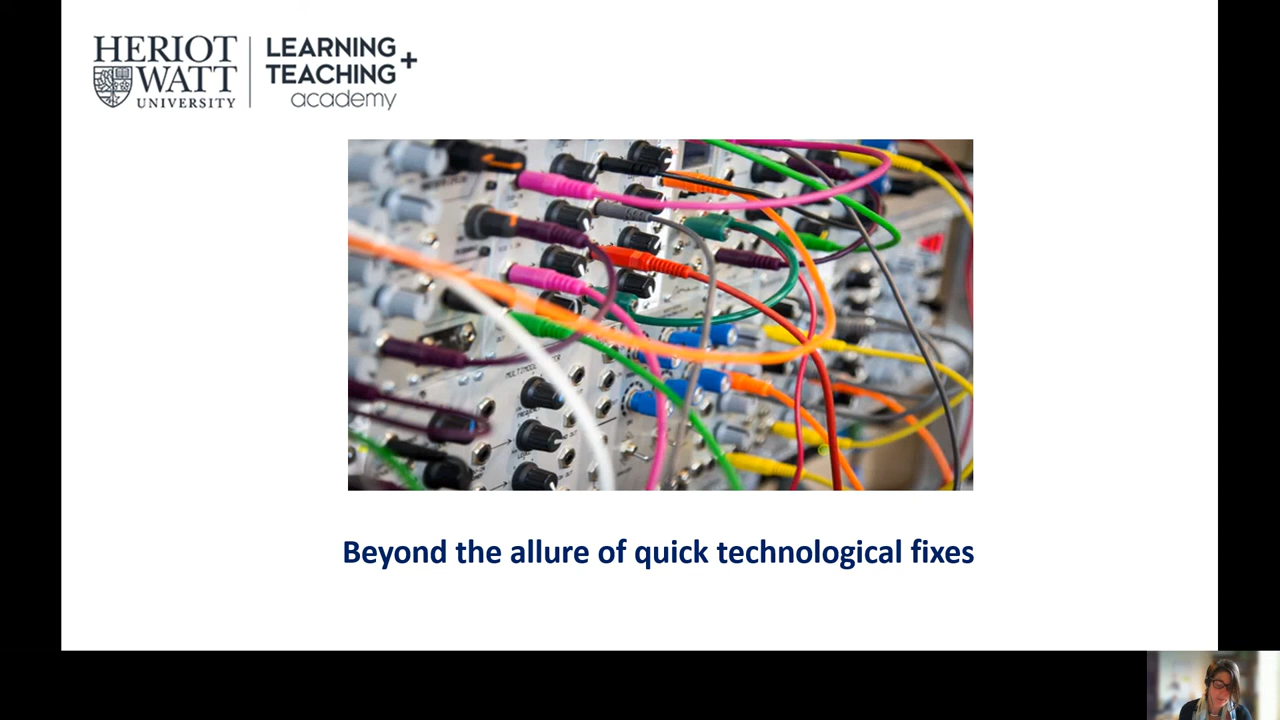 HERIOT
WATT
UNIVERSITY
LEARNING+
TEACHING
academy
Beyond the allure of quick technological fixes